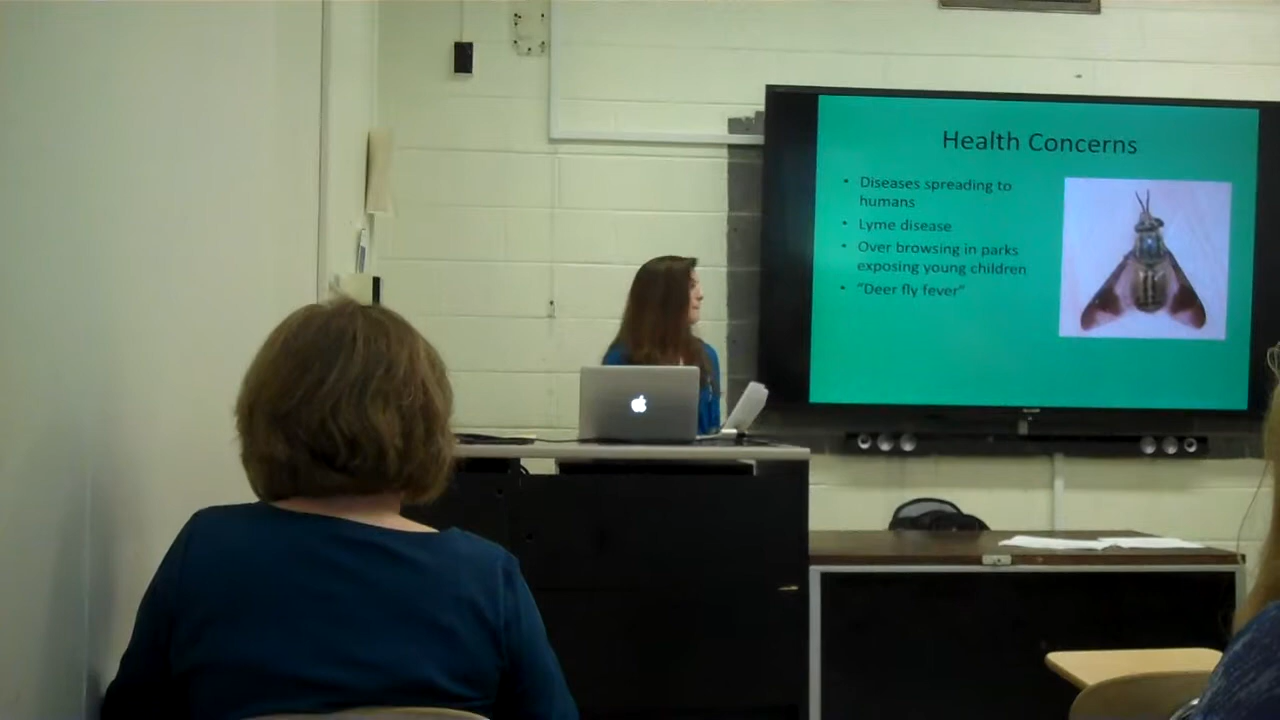 Health Concerns
• Diseases spreading to
humans
• Lyme disease
• Over browsing in parks
exposing young children
• "Deer fly fever"